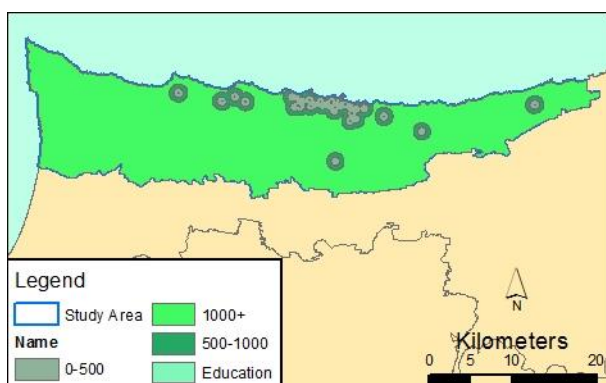 N
Legend
Study Area
1000+
Name
500-1000
0-500
Education
Kilometers
0 5 10 20